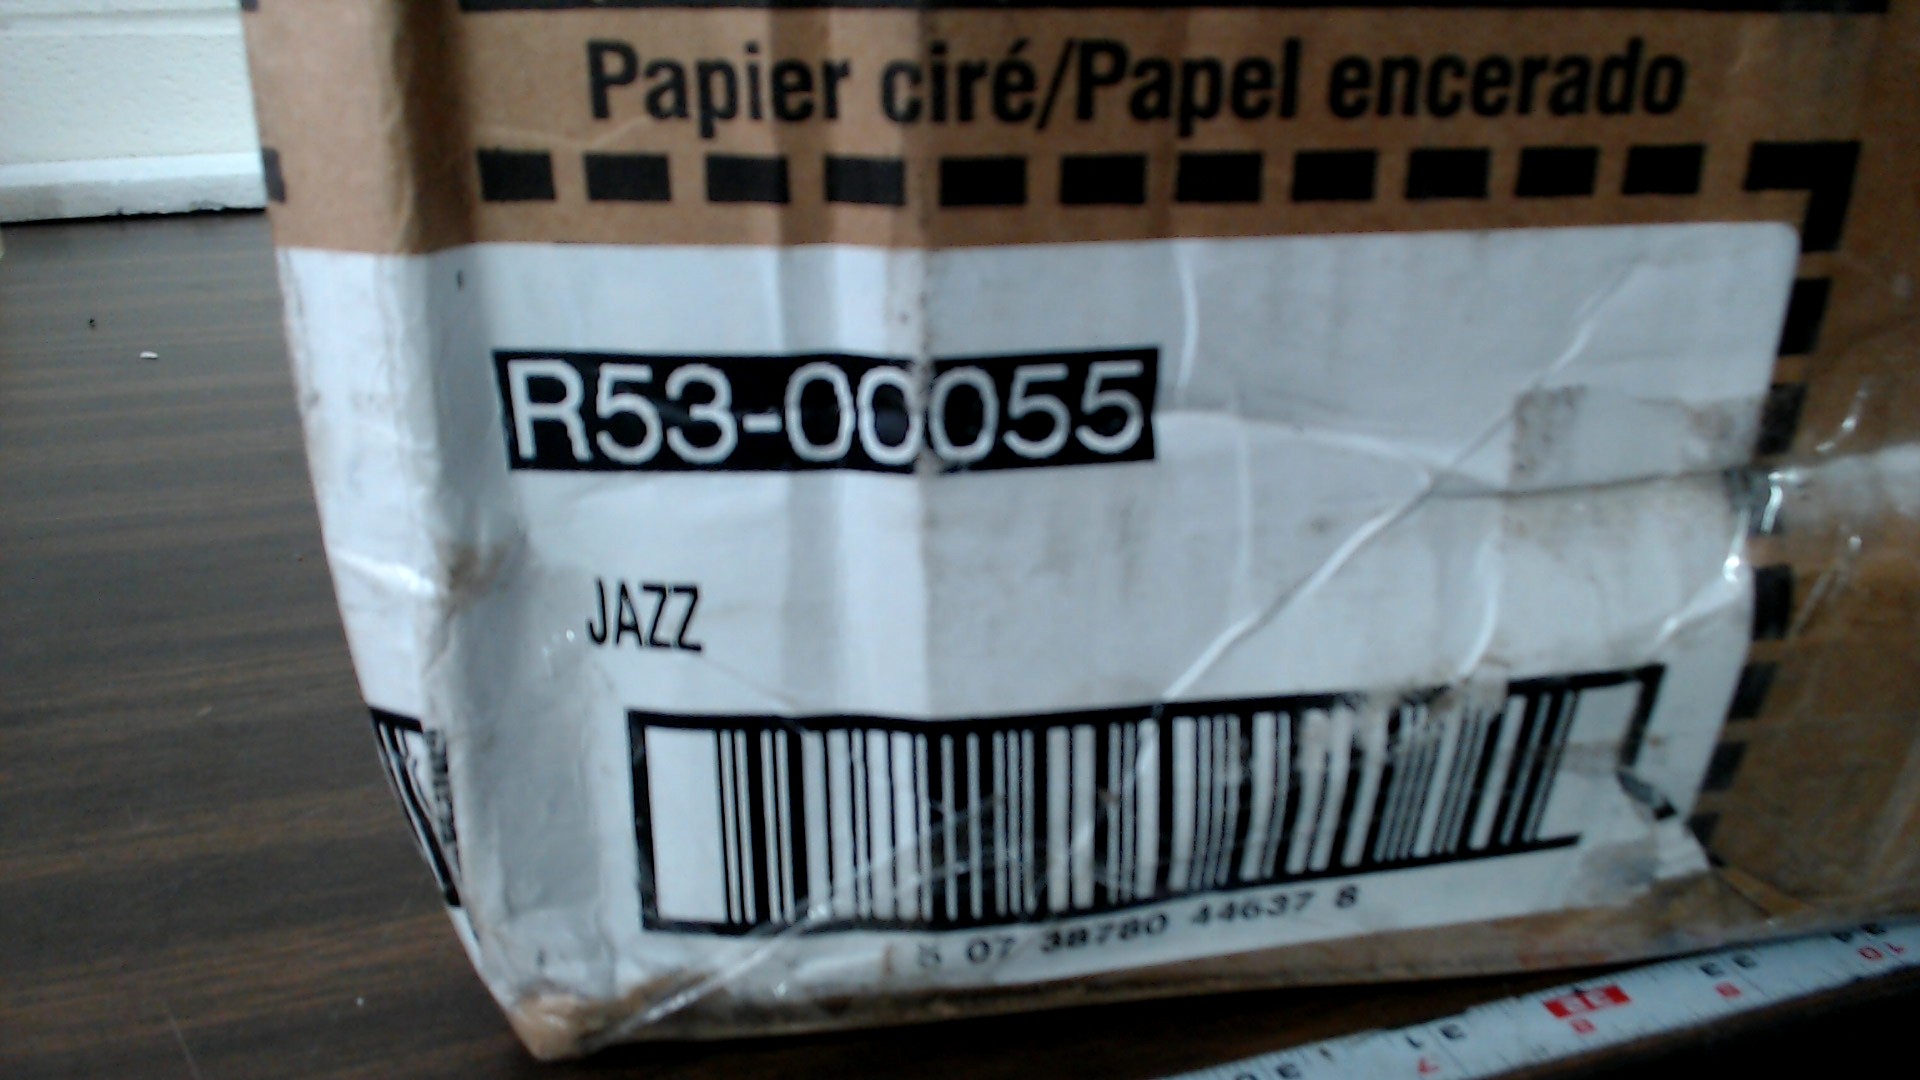 Papier ciré/Papel encerado
R53-00055
JAZZ
5 07 38780 44637 8